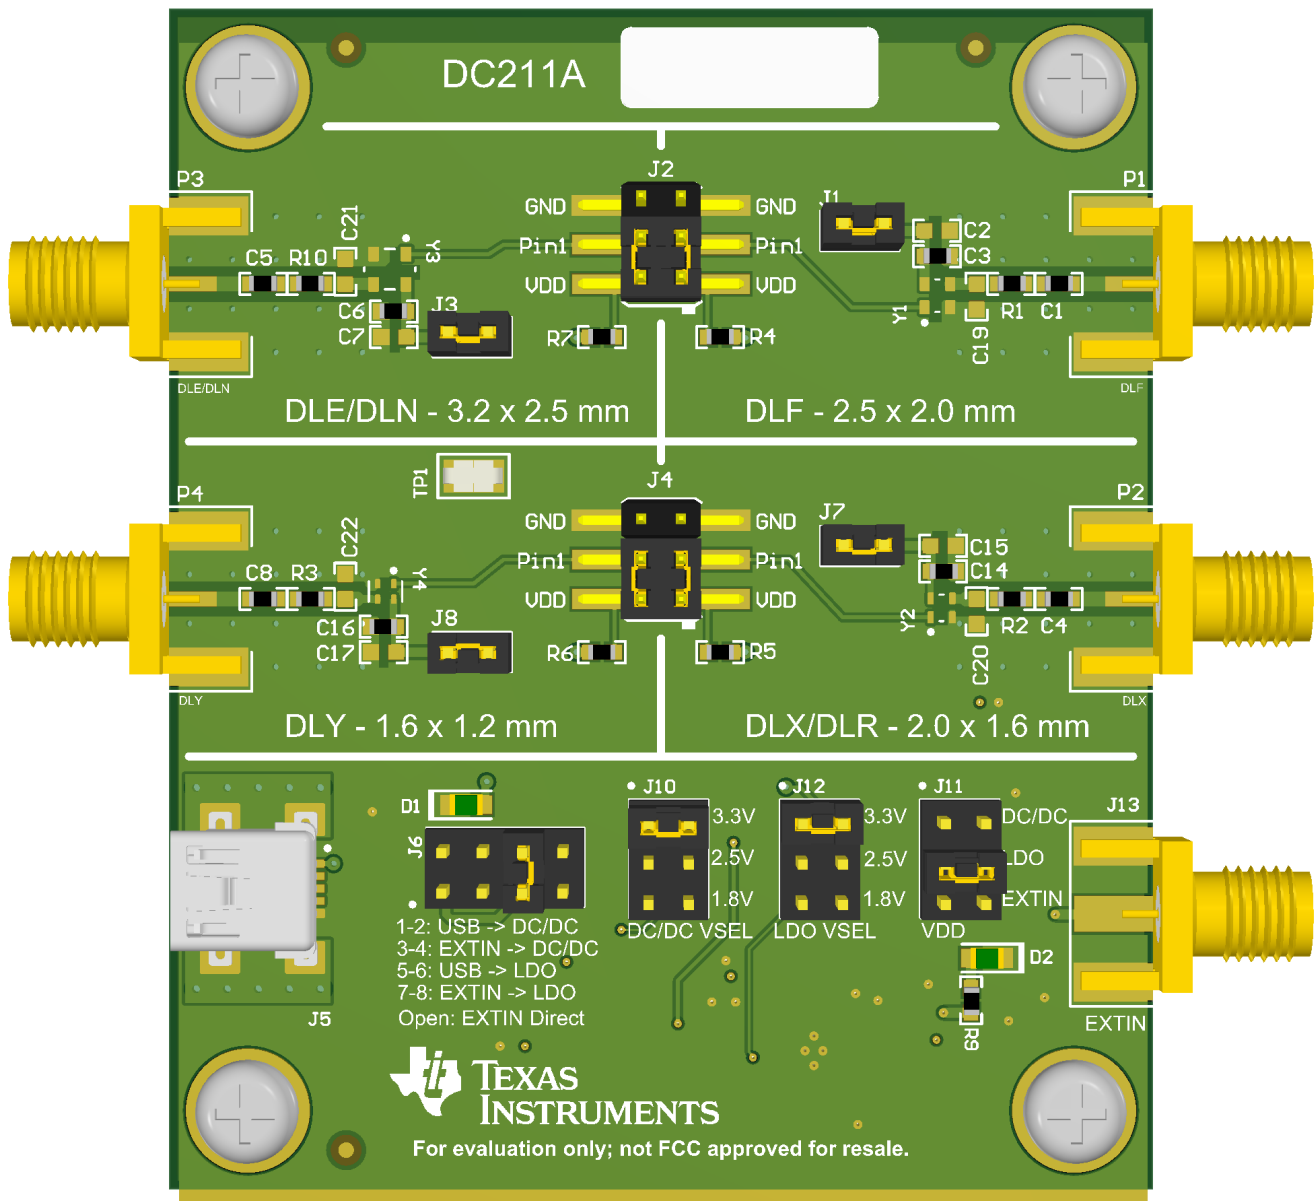 DC211A
J2
P3
P1
J1
GND
GND
C21
Y3
C2
Pin1
Pin1
C3
C5
R10
VDD
VDD
C6
J3
Y1
R1
C1
C7
R7
R4
C19
DLE/DLN
DLF
DLE/DLN - 3.2 x 2.5 mm
DLF - 2.5 x 2.0 mm
TP1
J4
P4
P2
J7
GND
GND
C22
C15
Pin1
Pin1
C14
C8
R3
Y4
VDD
VDD
C16
J8
Y2
R2
C4
C17
R6
R5
C20
DLY
DLX
DLY - 1.6 x 1.2 mm
DLX/DLR - 2.0 x 1.6 mm
D1
J10
J12
J11
J13
3.3V
3.3V
DC/DC
J6
2.5V
2.5V
LDO
1.8V
1.8V
EXTIN
DC/DC VSEL
LDO VSEL
VDD
1-2: USB -> DC/DC
3-4: EXTIN -> DC/DC
5-6: USB -> LDO
7-8: EXTIN -> LDO
Open: EXTIN Direct
D2
J5
R9
EXTIN
TEXAS
INSTRUMENTS
For evaluation only; not FCC approved for resale.